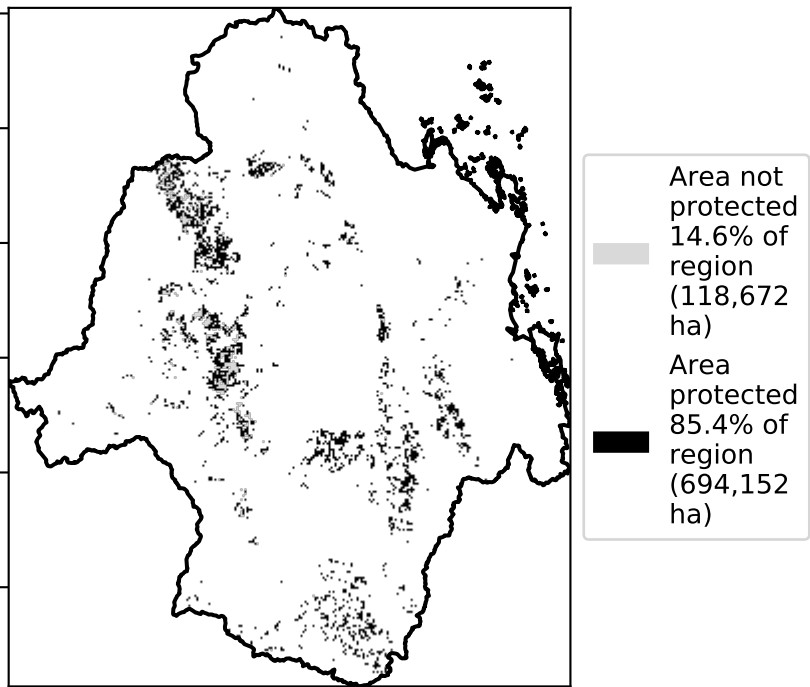 Area not
protected
14.6% of
region
(118,672
ha)
Area
protected
85.4% of
region
(694,152
ha)